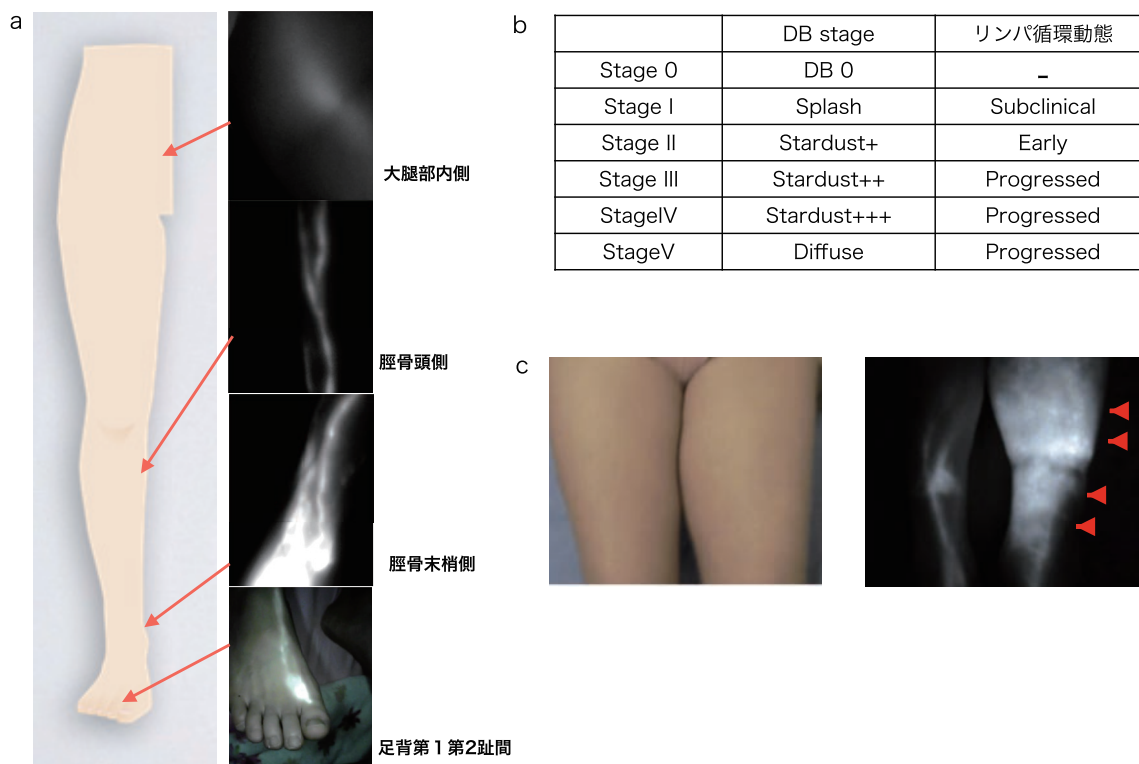 a
大腿部内側
脛骨頭側
脛骨末梢側
足背第1第2趾間
b
DB stage リンパ循環動態
Stage 0 DB 0 -
Stage I Splash Subclinical
Stage II Stardust+ Early
Stage III Stardust++ Progressed
StageIV Stardust+++ Progressed
StageV Diffuse Progressed
c